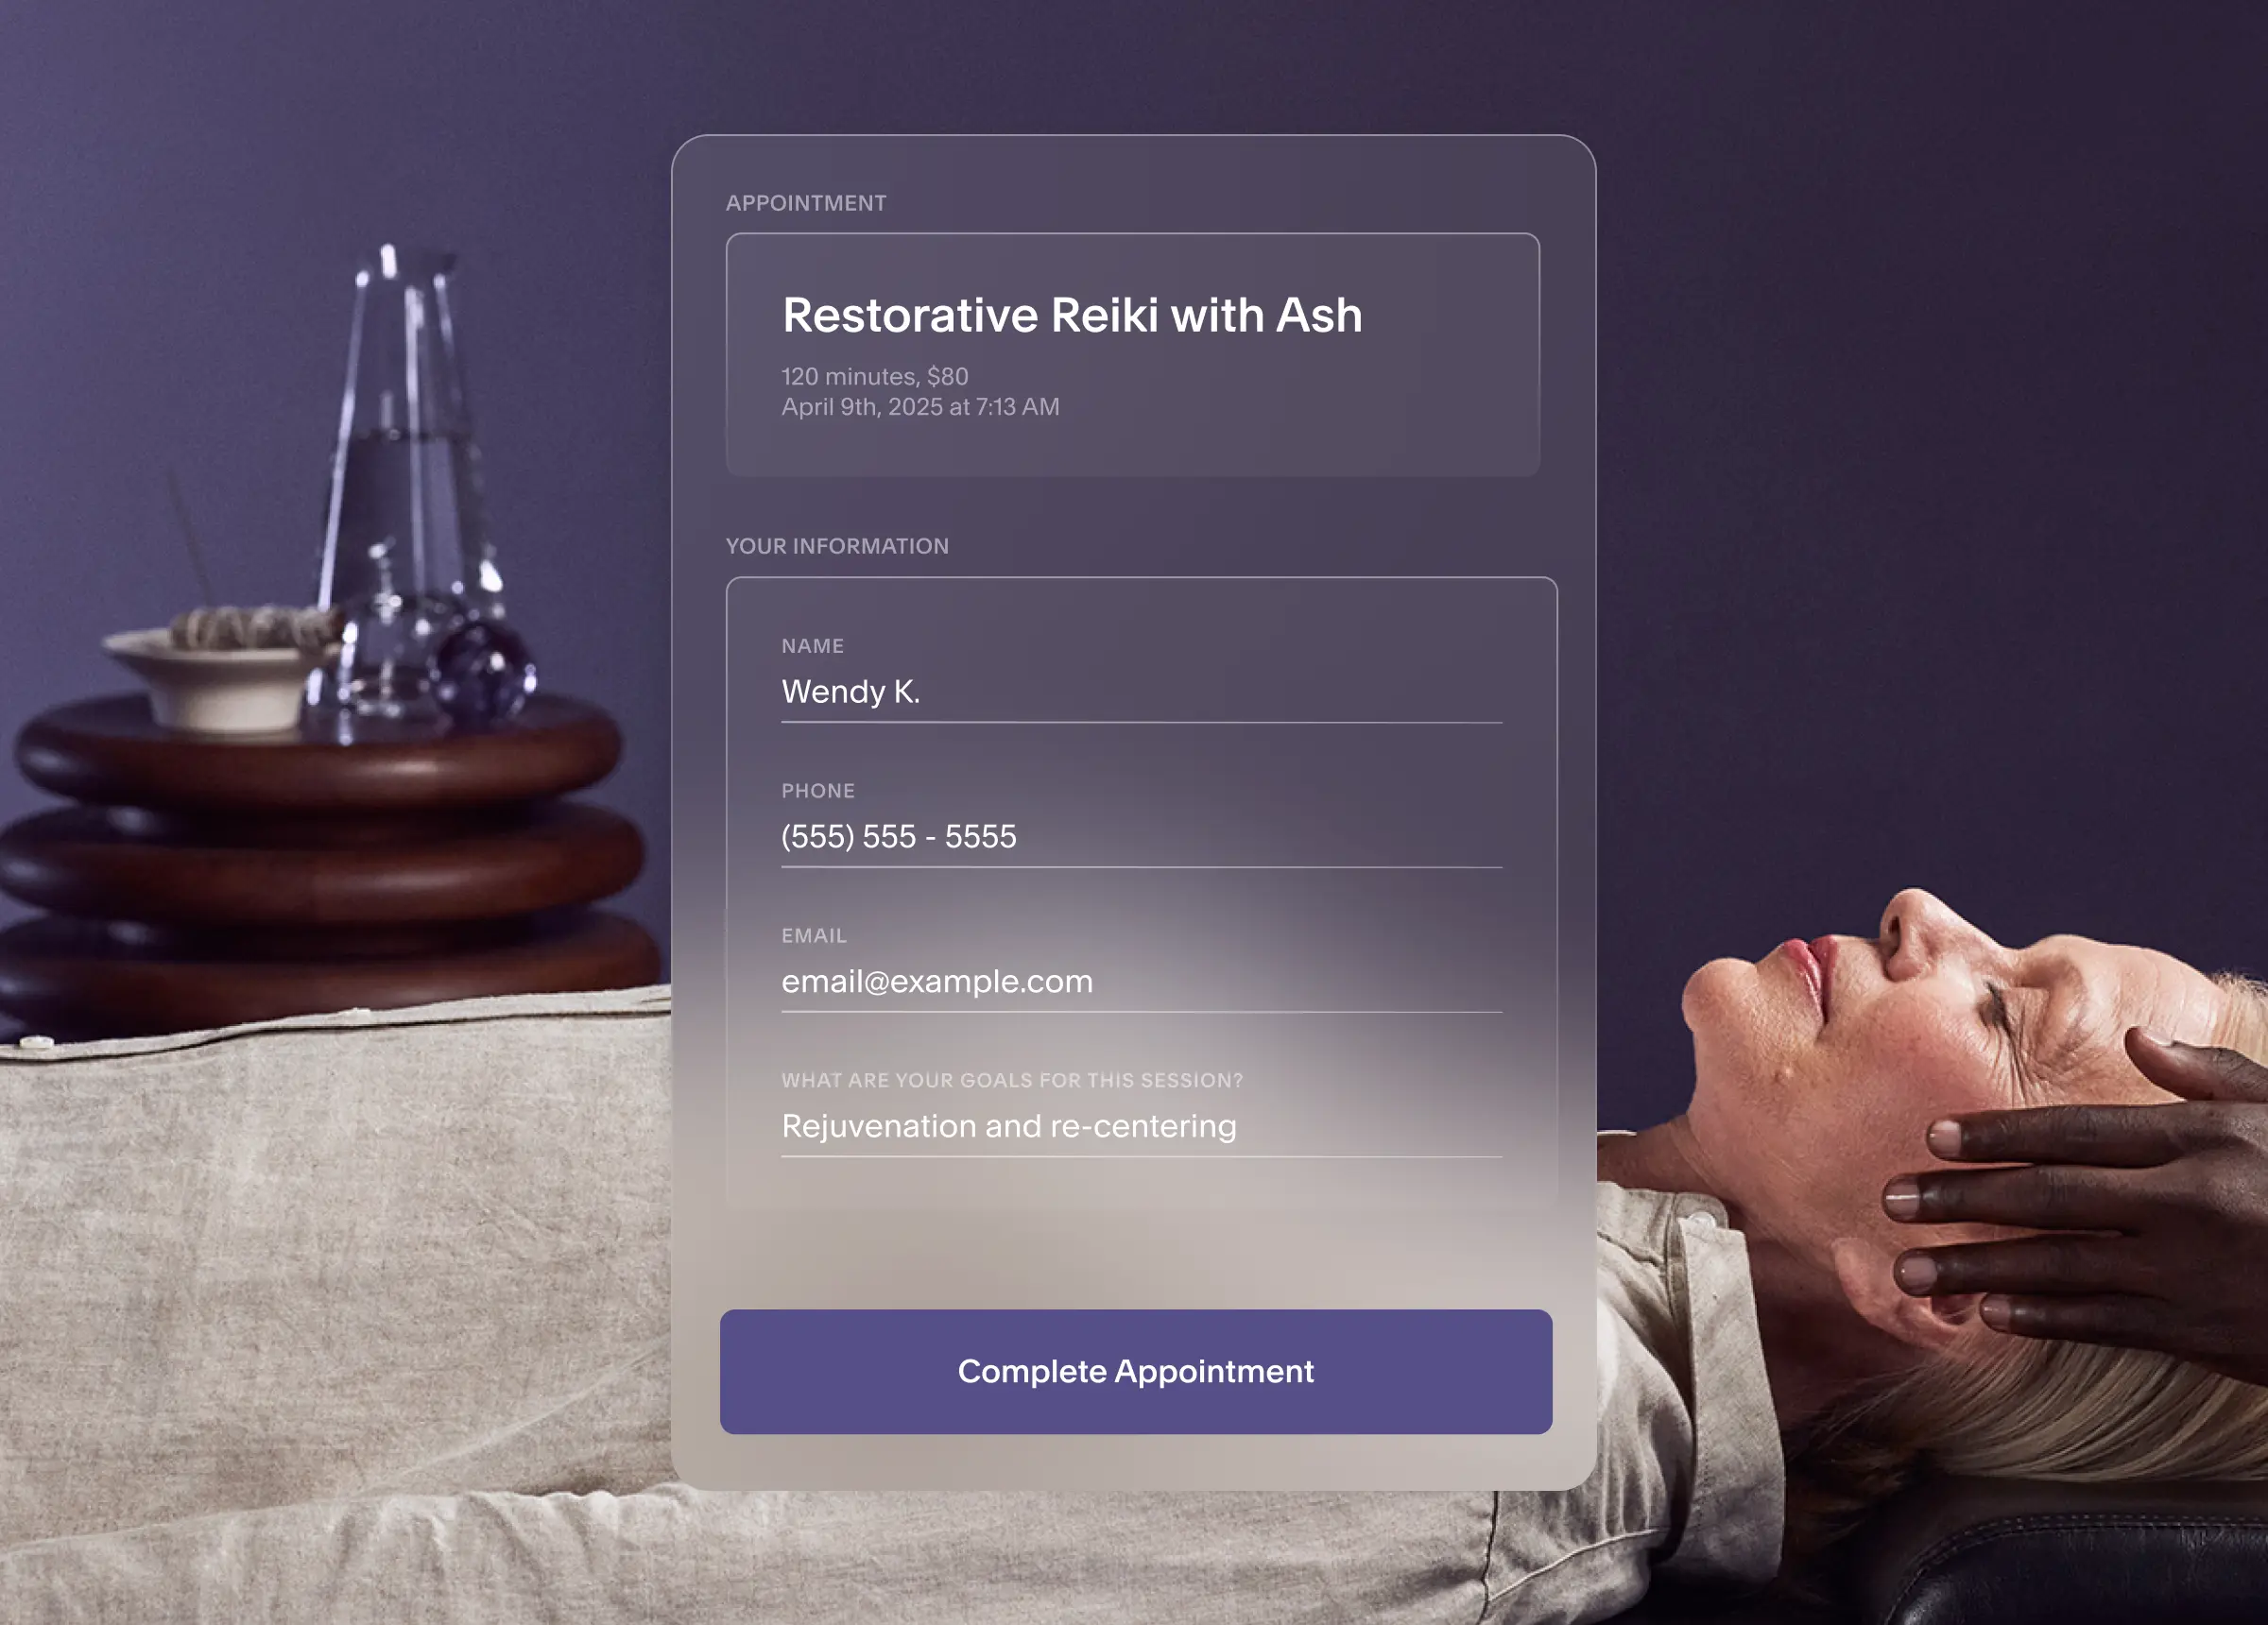 APPOINTMENT
Restorative Reiki with Ash
120 minutes, $80
April 9th, 2025 at 7:13 AM
YOUR INFORMATION
NAME
Wendy K.
PHONE
(555) 555 - 5555
EMAIL
email@example.com
WHAT ARE YOUR GOALS FOR THIS SESSION?
Rejuvenation and re-centering
Complete Appointment